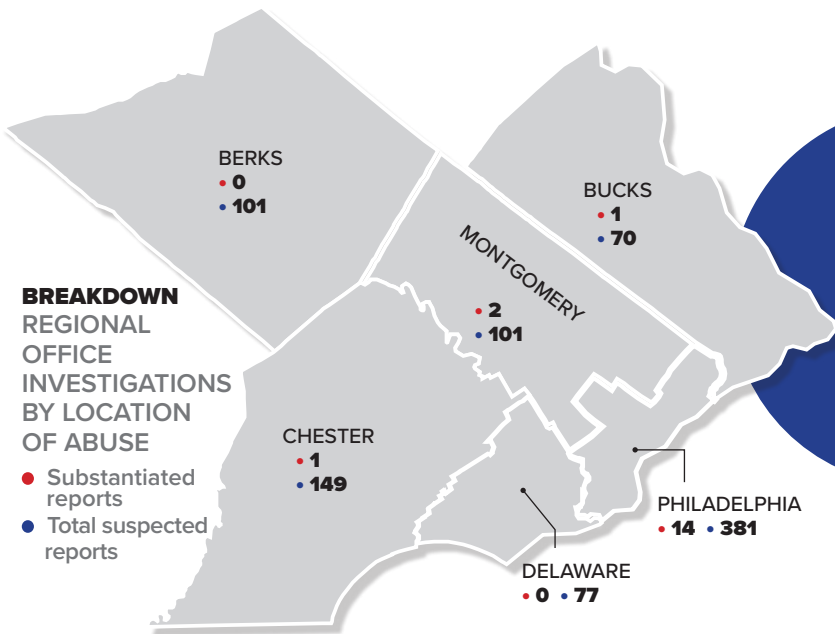 BERKS
• 0
• 101
BUCKS
• 1
• 70
MONTGOMERY
• 2
• 101
BREAKDOWN
REGIONAL
OFFICE
INVESTIGATIONS
BY LOCATION
OF ABUSE
• Substantiated
reports
• Total suspected
reports
CHESTER
• 1
• 149
PHILADELPHIA
• 14 • 381
DELAWARE
• 0 • 77